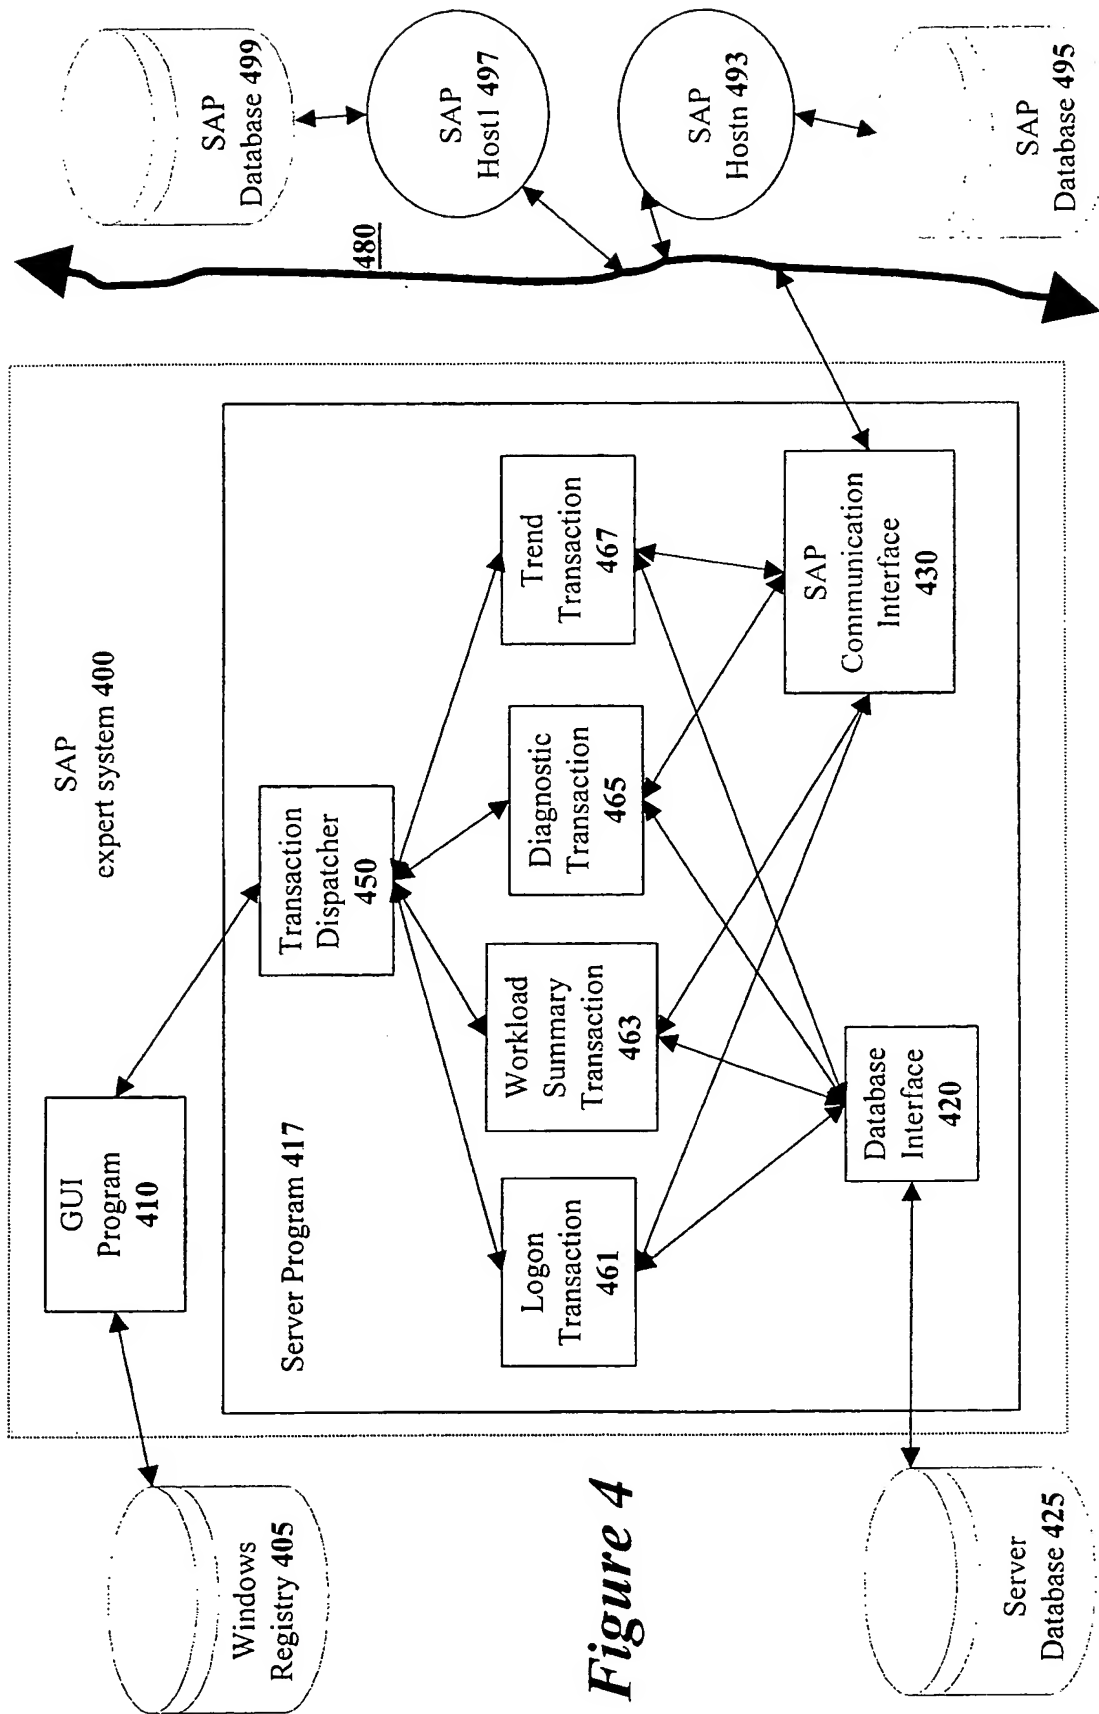 SAP
expert system 400
GUI
Program
410
Windows
Registry 405
Server Program 417
Transaction
Dispatcher
450
Logon
Transaction
461
Workload
Summary
Transaction
463
Diagnostic
Transaction
465
Trend
Transaction
467
Database
Interface
420
SAP
Communication
Interface
430
Server
Database 425
480
SAP
Database 499
SAP
Host1 497
SAP
Hostn 493
SAP
Database 495
Figure 4